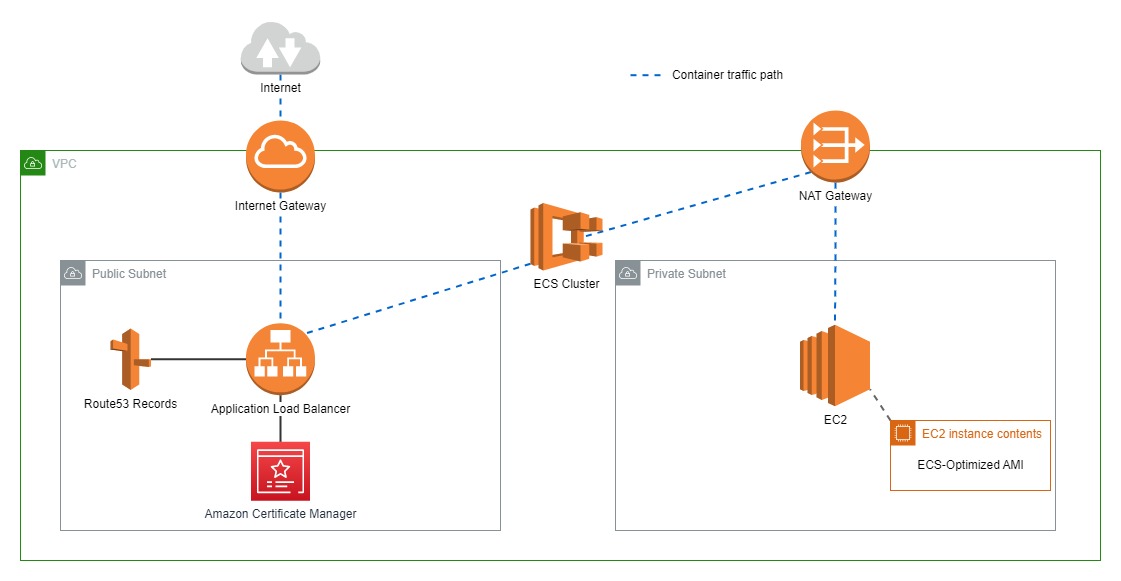 Internet
Container traffic path
VPC
Internet Gateway
NAT Gateway
ECS Cluster
Public Subnet
Private Subnet
Route53 Records
Application Load Balancer
EC2
EC2 instance contents
ECS-Optimized AMI
Amazon Certificate Manager